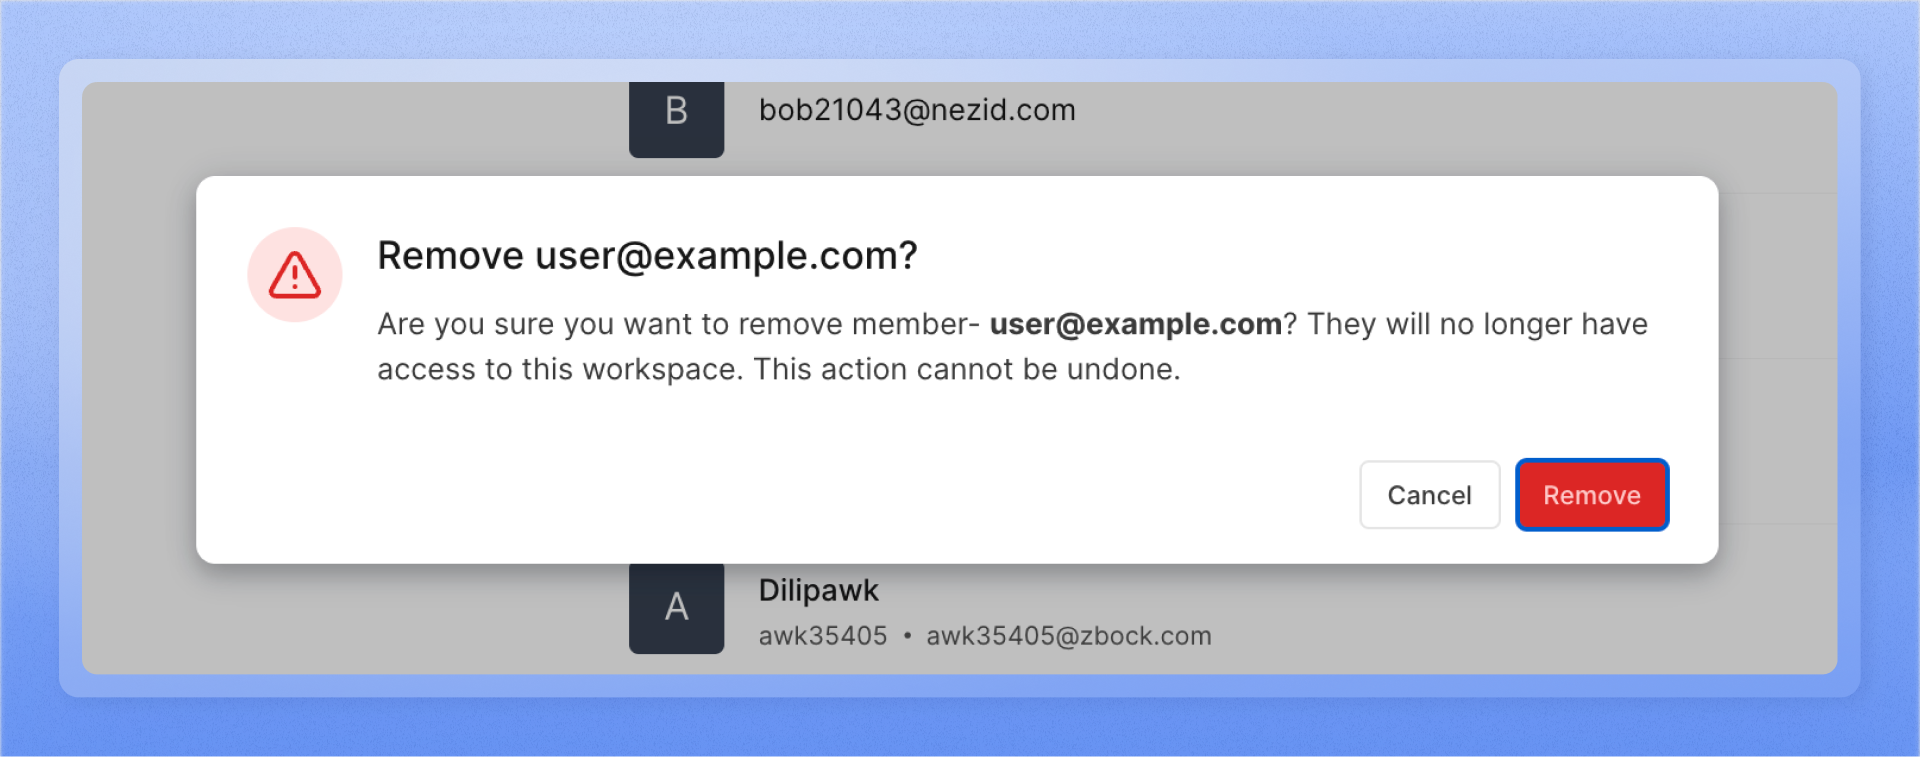 B
bob21043@nezid.com
Remove user@example.com?
Are you sure you want to remove member- user@example.com? They will no longer have
access to this workspace. This action cannot be undone.
Cancel
Remove
A
Dilipawk
awk35405 • awk35405@zbock.com